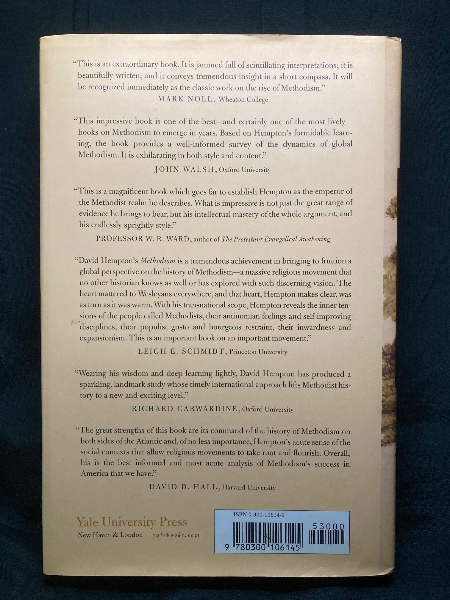 "This is an extraordinary book. It is jammed full of scintillating interpretations; it is
beautifully written; and it conveys tremendous insight in a short compass. It will
be recognized immediately as the classic work on the rise of Methodism."
MARK NOLL, Wheaton College
"This impressive book is one of the best—and certainly one of the most lively—
books on Methodism to emerge in years. Based on Hempton's formidable learn-
ing, the book provides a well-informed survey of the dynamics of global
Methodism. It is exhilarating in both style and content."
JOHN WALSH, Oxford University
"This is a magnificent book which goes far to establish Hempton as the emperor of
the Methodist realm he describes. What is impressive is not just the great range of
evidence he brings to bear, but his intellectual mastery of the whole argument, and
his endlessly sprightly style."
PROFESSOR W. R. WARD, author of The Protestant Evangelical Awakening
"David Hempton's Methodism is a tremendous achievement in bringing to fruition a
global perspective on the history of Methodism—a massive religious movement that
no other historian knows as well or has explored with such discerning vision. The
heart mattered to Wesleyans everywhere, and that heart, Hempton makes clear, was
as torn as it was warm. With his transnational scope, Hempton reveals the inner ten-
sions of the people called Methodists, their antinomian feelings and self-improving
disciplines, their populist gusto and bourgeois restraint, their inwardness and
expansionism. This is an important book on an important movement."
LEIGH E. SCHMIDT, Princeton University
"Wearing his wisdom and deep learning lightly, David Hempton has produced a
sparkling, landmark study whose timely international approach lifts Methodist his-
tory to a new and exciting level."
RICHARD CARWARDINE, Oxford University
"The great strengths of this book are its command of the history of Methodism on
both sides of the Atlantic and, of no less importance, Hempton's acute sense of the
social contexts that allow religious movements to take root and flourish. Overall,
his is the best informed and most acute analysis of Methodism's success in
America that we have."
DAVID D. HALL, Harvard University
Yale University Press
New Haven & London yalebooks.com
ISBN 0-300-10614-9
53000
9 780300 106145